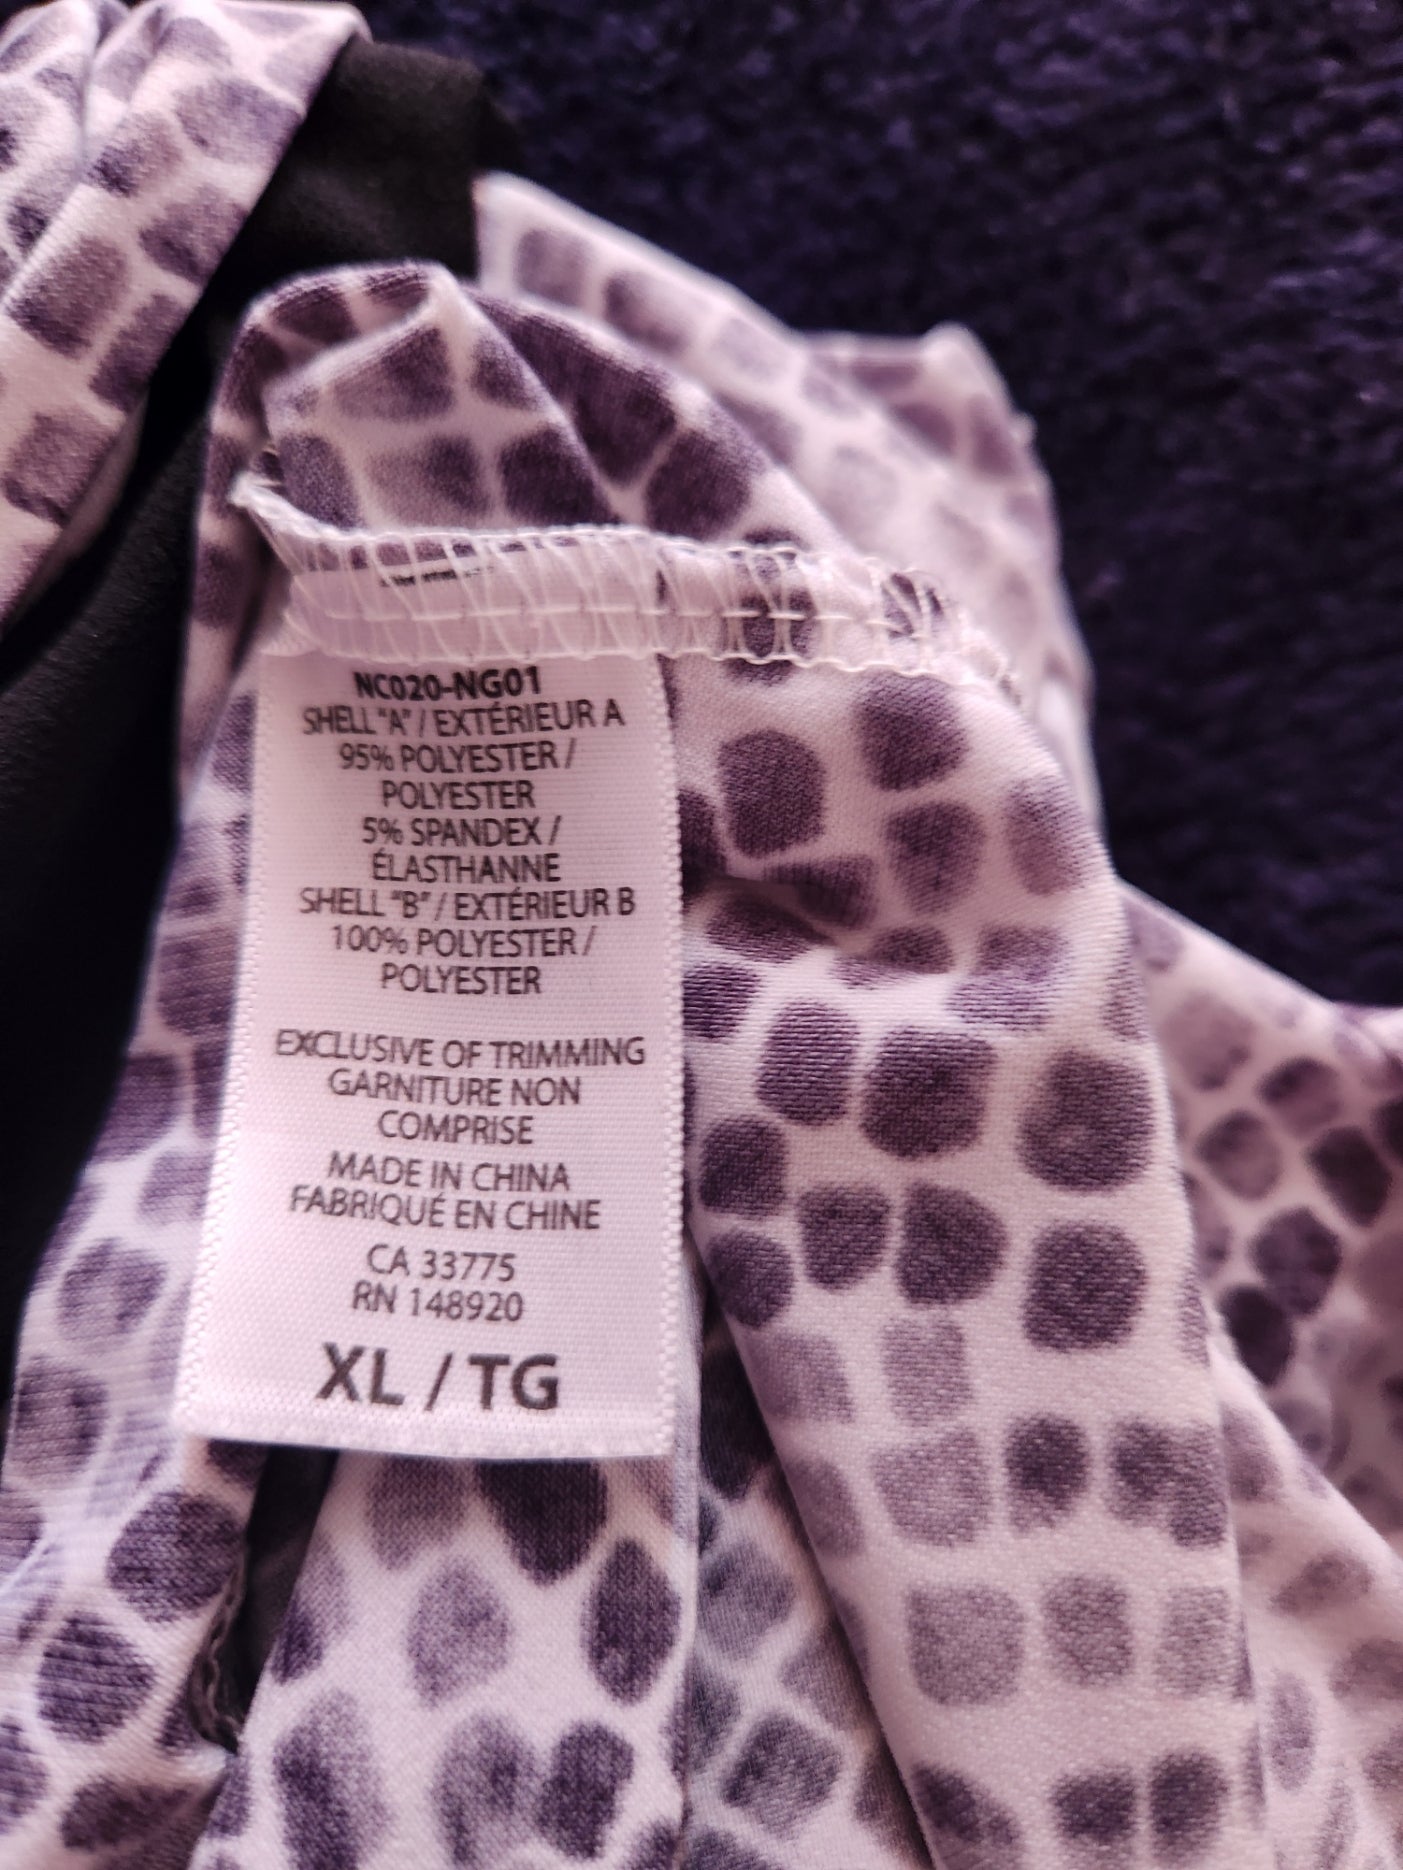 NC020-NG01
SHELL "A" / EXTÉRIEUR A
95% POLYESTER /
POLYESTER
5% SPANDEX /
ÉLASTHANNE
SHELL "B" / EXTÉRIEUR B
100% POLYESTER /
POLYESTER
EXCLUSIVE OF TRIMMING
GARNITURE NON
COMPRISE
MADE IN CHINA
FABRIQUÉ EN CHINE
CA 33775
RN 148920
XL / TG